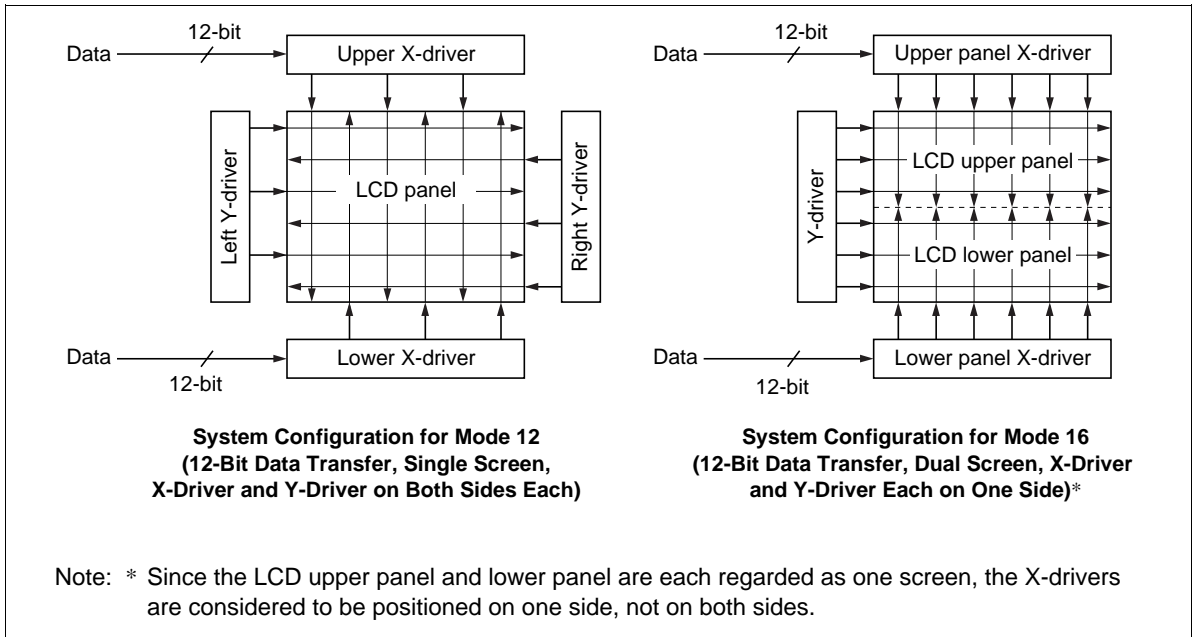 12-bit
Data
Upper X-driver
Left Y-driver
LCD panel
Right Y-driver
Data
Lower X-driver
12-bit
System Configuration for Mode 12
(12-Bit Data Transfer, Single Screen,
X-Driver and Y-Driver on Both Sides Each)
12-bit
Data
Upper panel X-driver
Y-driver
LCD upper panel
LCD lower panel
Data
Lower panel X-driver
12-bit
System Configuration for Mode 16
(12-Bit Data Transfer, Dual Screen, X-Driver
and Y-Driver Each on One Side)*
Note: * Since the LCD upper panel and lower panel are each regarded as one screen, the X-drivers
are considered to be positioned on one side, not on both sides.